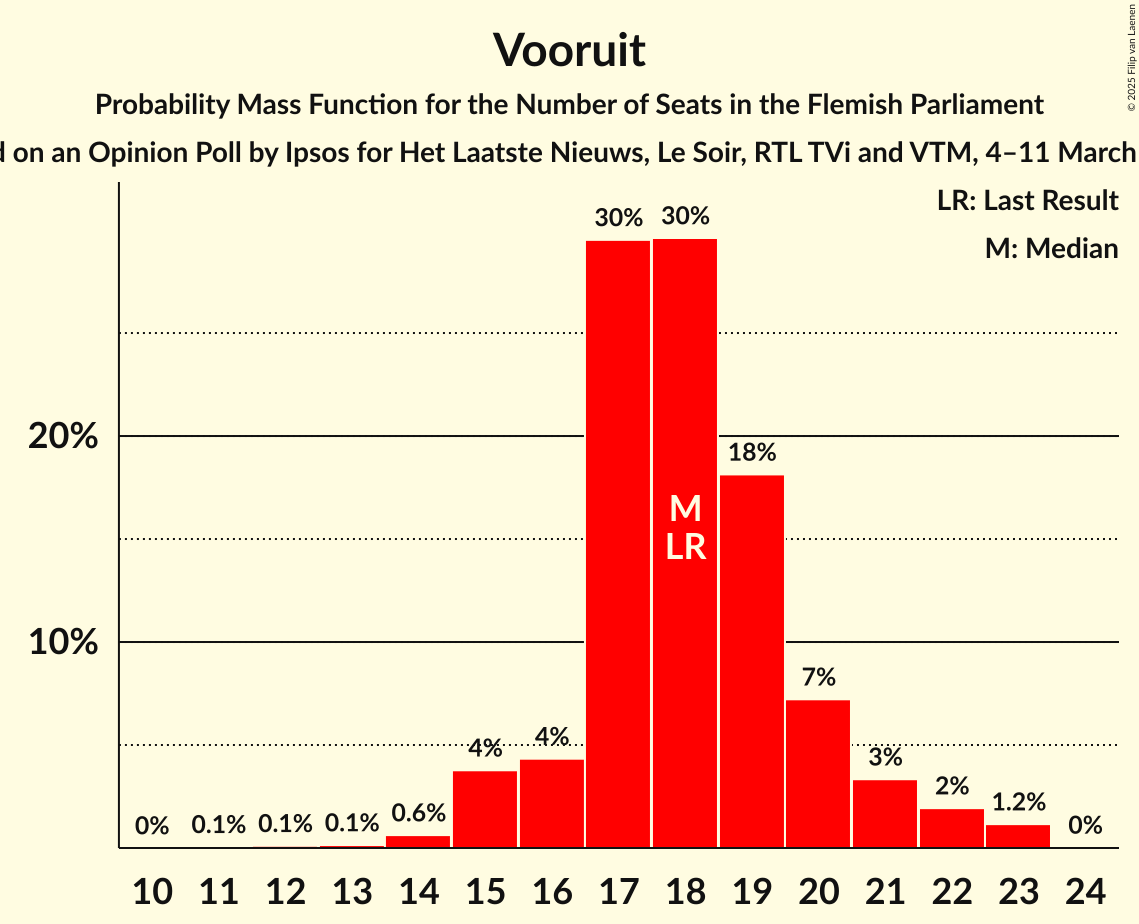 © 2025 Filip van Laenen
Vooruit
Probability Mass Function for the Number of Seats in the Flemish Parliament
on an Opinion Poll by Ipsos for Het Laatste Nieuws, Le Soir, RTL TVi and VTM, 4–11 March
LR: Last Result
M: Median
20%
10%
0%
0.1%
0.1%
0.1%
0.6%
4%
4%
30%
30%
18%
7%
3%
2%
1.2%
0%
M
LR
10 11 12 13 14 15 16 17 18 19 20 21 22 23 24